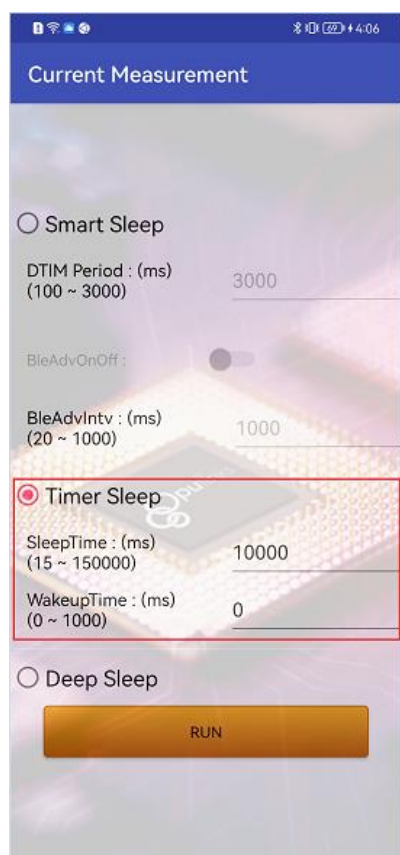 69 4:06
Current Measurement
Smart Sleep
DTIM Period : (ms)
(100 ~ 3000)
3000
BleAdvOnOff :
BleAdvIntv : (ms)
(20 ~ 1000)
1000
Timer Sleep
SleepTime : (ms)
(15 ~ 150000)
10000
WakeupTime : (ms)
(0 ~ 1000)
0
Deep Sleep
RUN